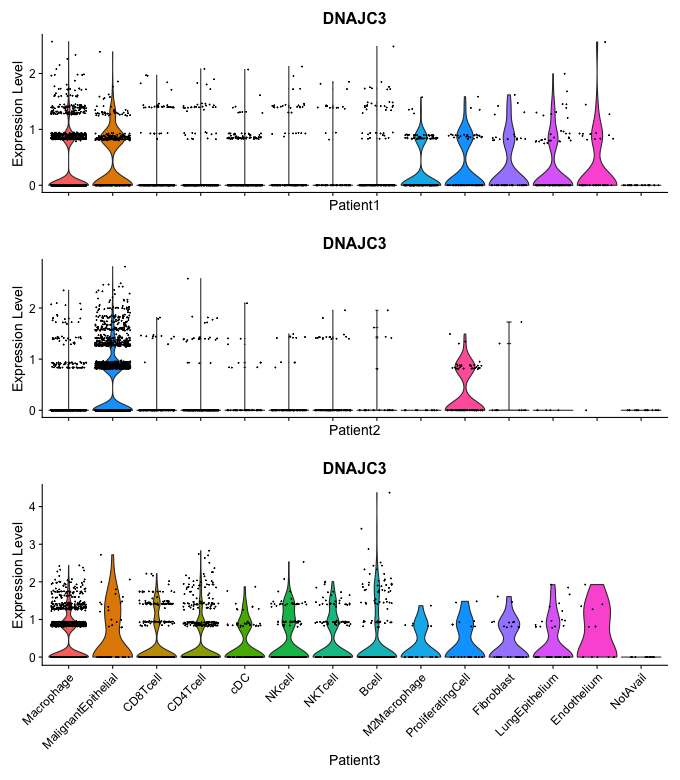 DNAJC3
Expression Level
2
1
0
Patient1
DNAJC3
Expression Level
2
1
0
Patient2
DNAJC3
Expression Level
4
3
2
1
0
Macrophage
MalignantEpithelial
CD8Tcell
CD4Tcell
cDC
NKcell
NKTcell
Bcell
M2Macrophage
ProliferatingCell
Fibroblast
LungEpithelium
Endothelium
NotAvail
Patient3